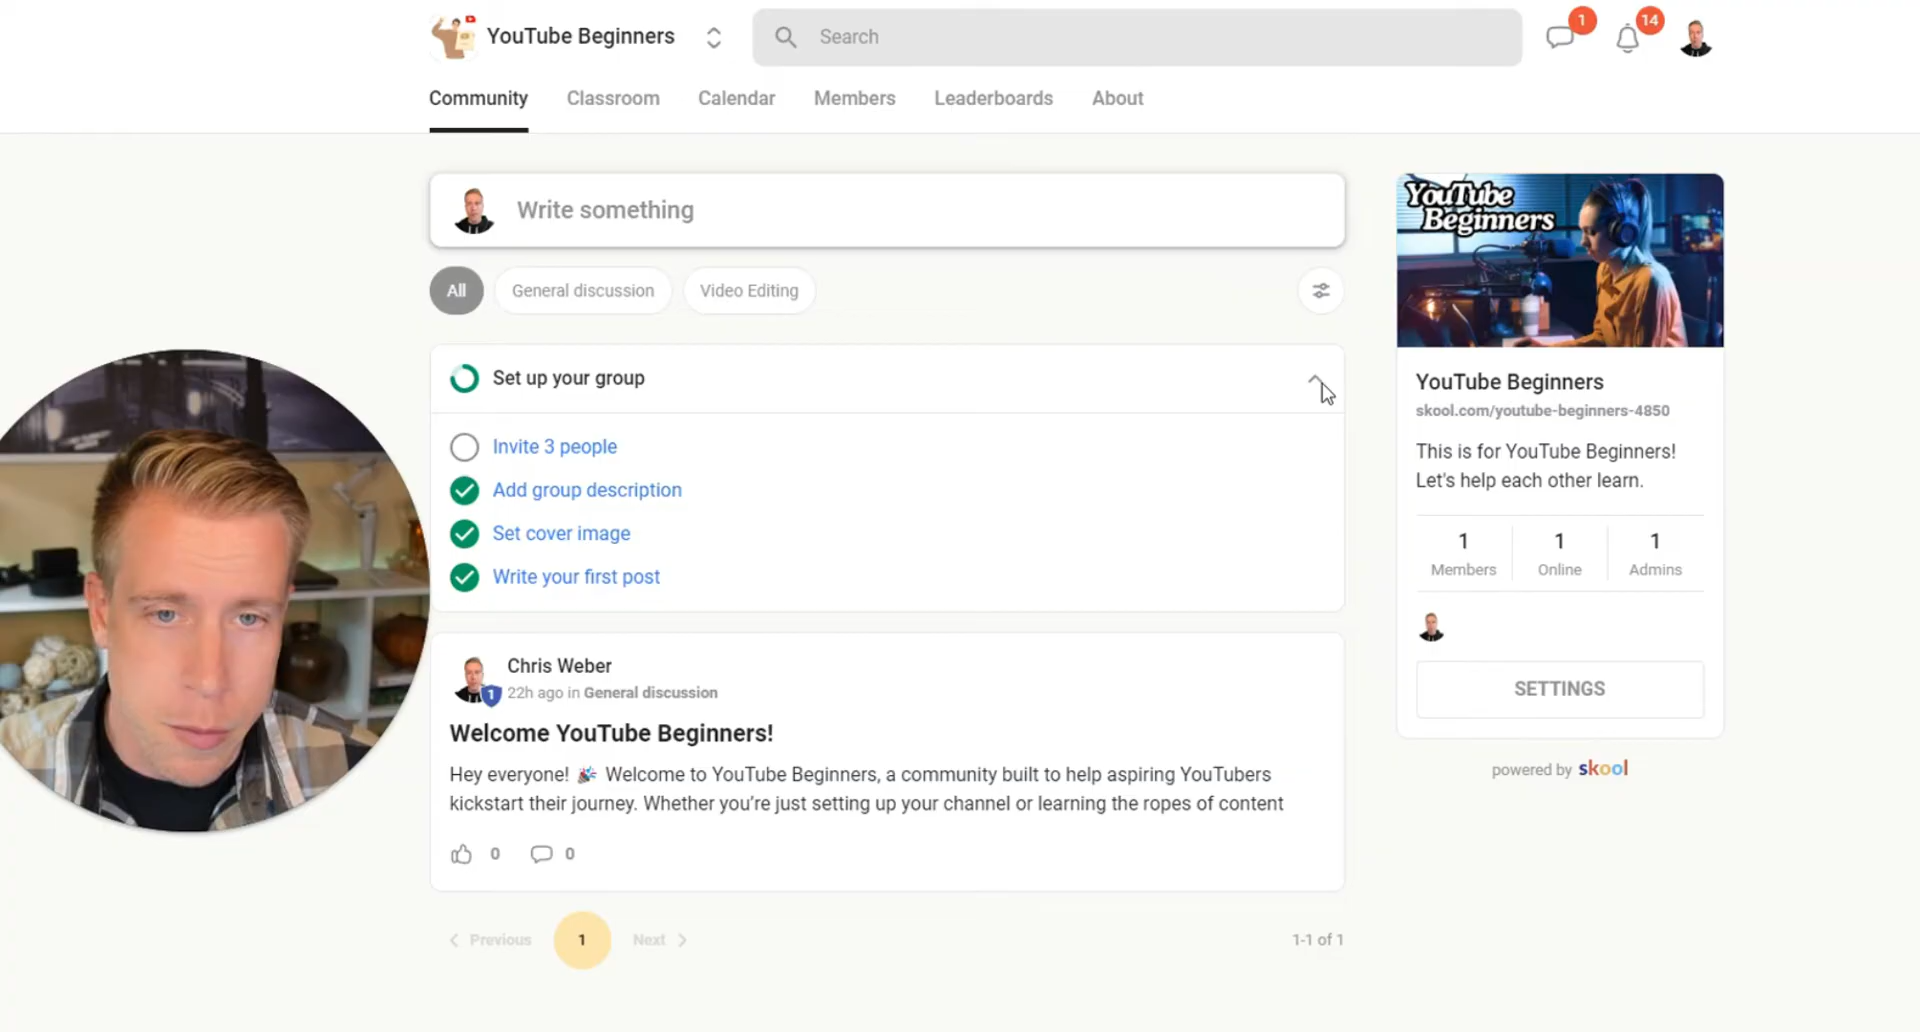 YouTube Beginners
Search
1
14
Community
Classroom
Calendar
Members
Leaderboards
About
Write something
All
General discussion
Video Editing
Set up your group
Invite 3 people
Add group description
Set cover image
Write your first post
Chris Weber
1
22h ago in General discussion
Welcome YouTube Beginners!
Hey everyone! 🎉 Welcome to YouTube Beginners, a community built to help aspiring YouTubers
kickstart their journey. Whether you're just setting up your channel or learning the ropes of content
0
0
Previous
1
Next
1-1 of 1
YouTube
Beginners
YouTube Beginners
skool.com/youtube-beginners-4850
This is for YouTube Beginners!
Let's help each other learn.
1
Members
1
Online
1
Admins
SETTINGS
powered by skool